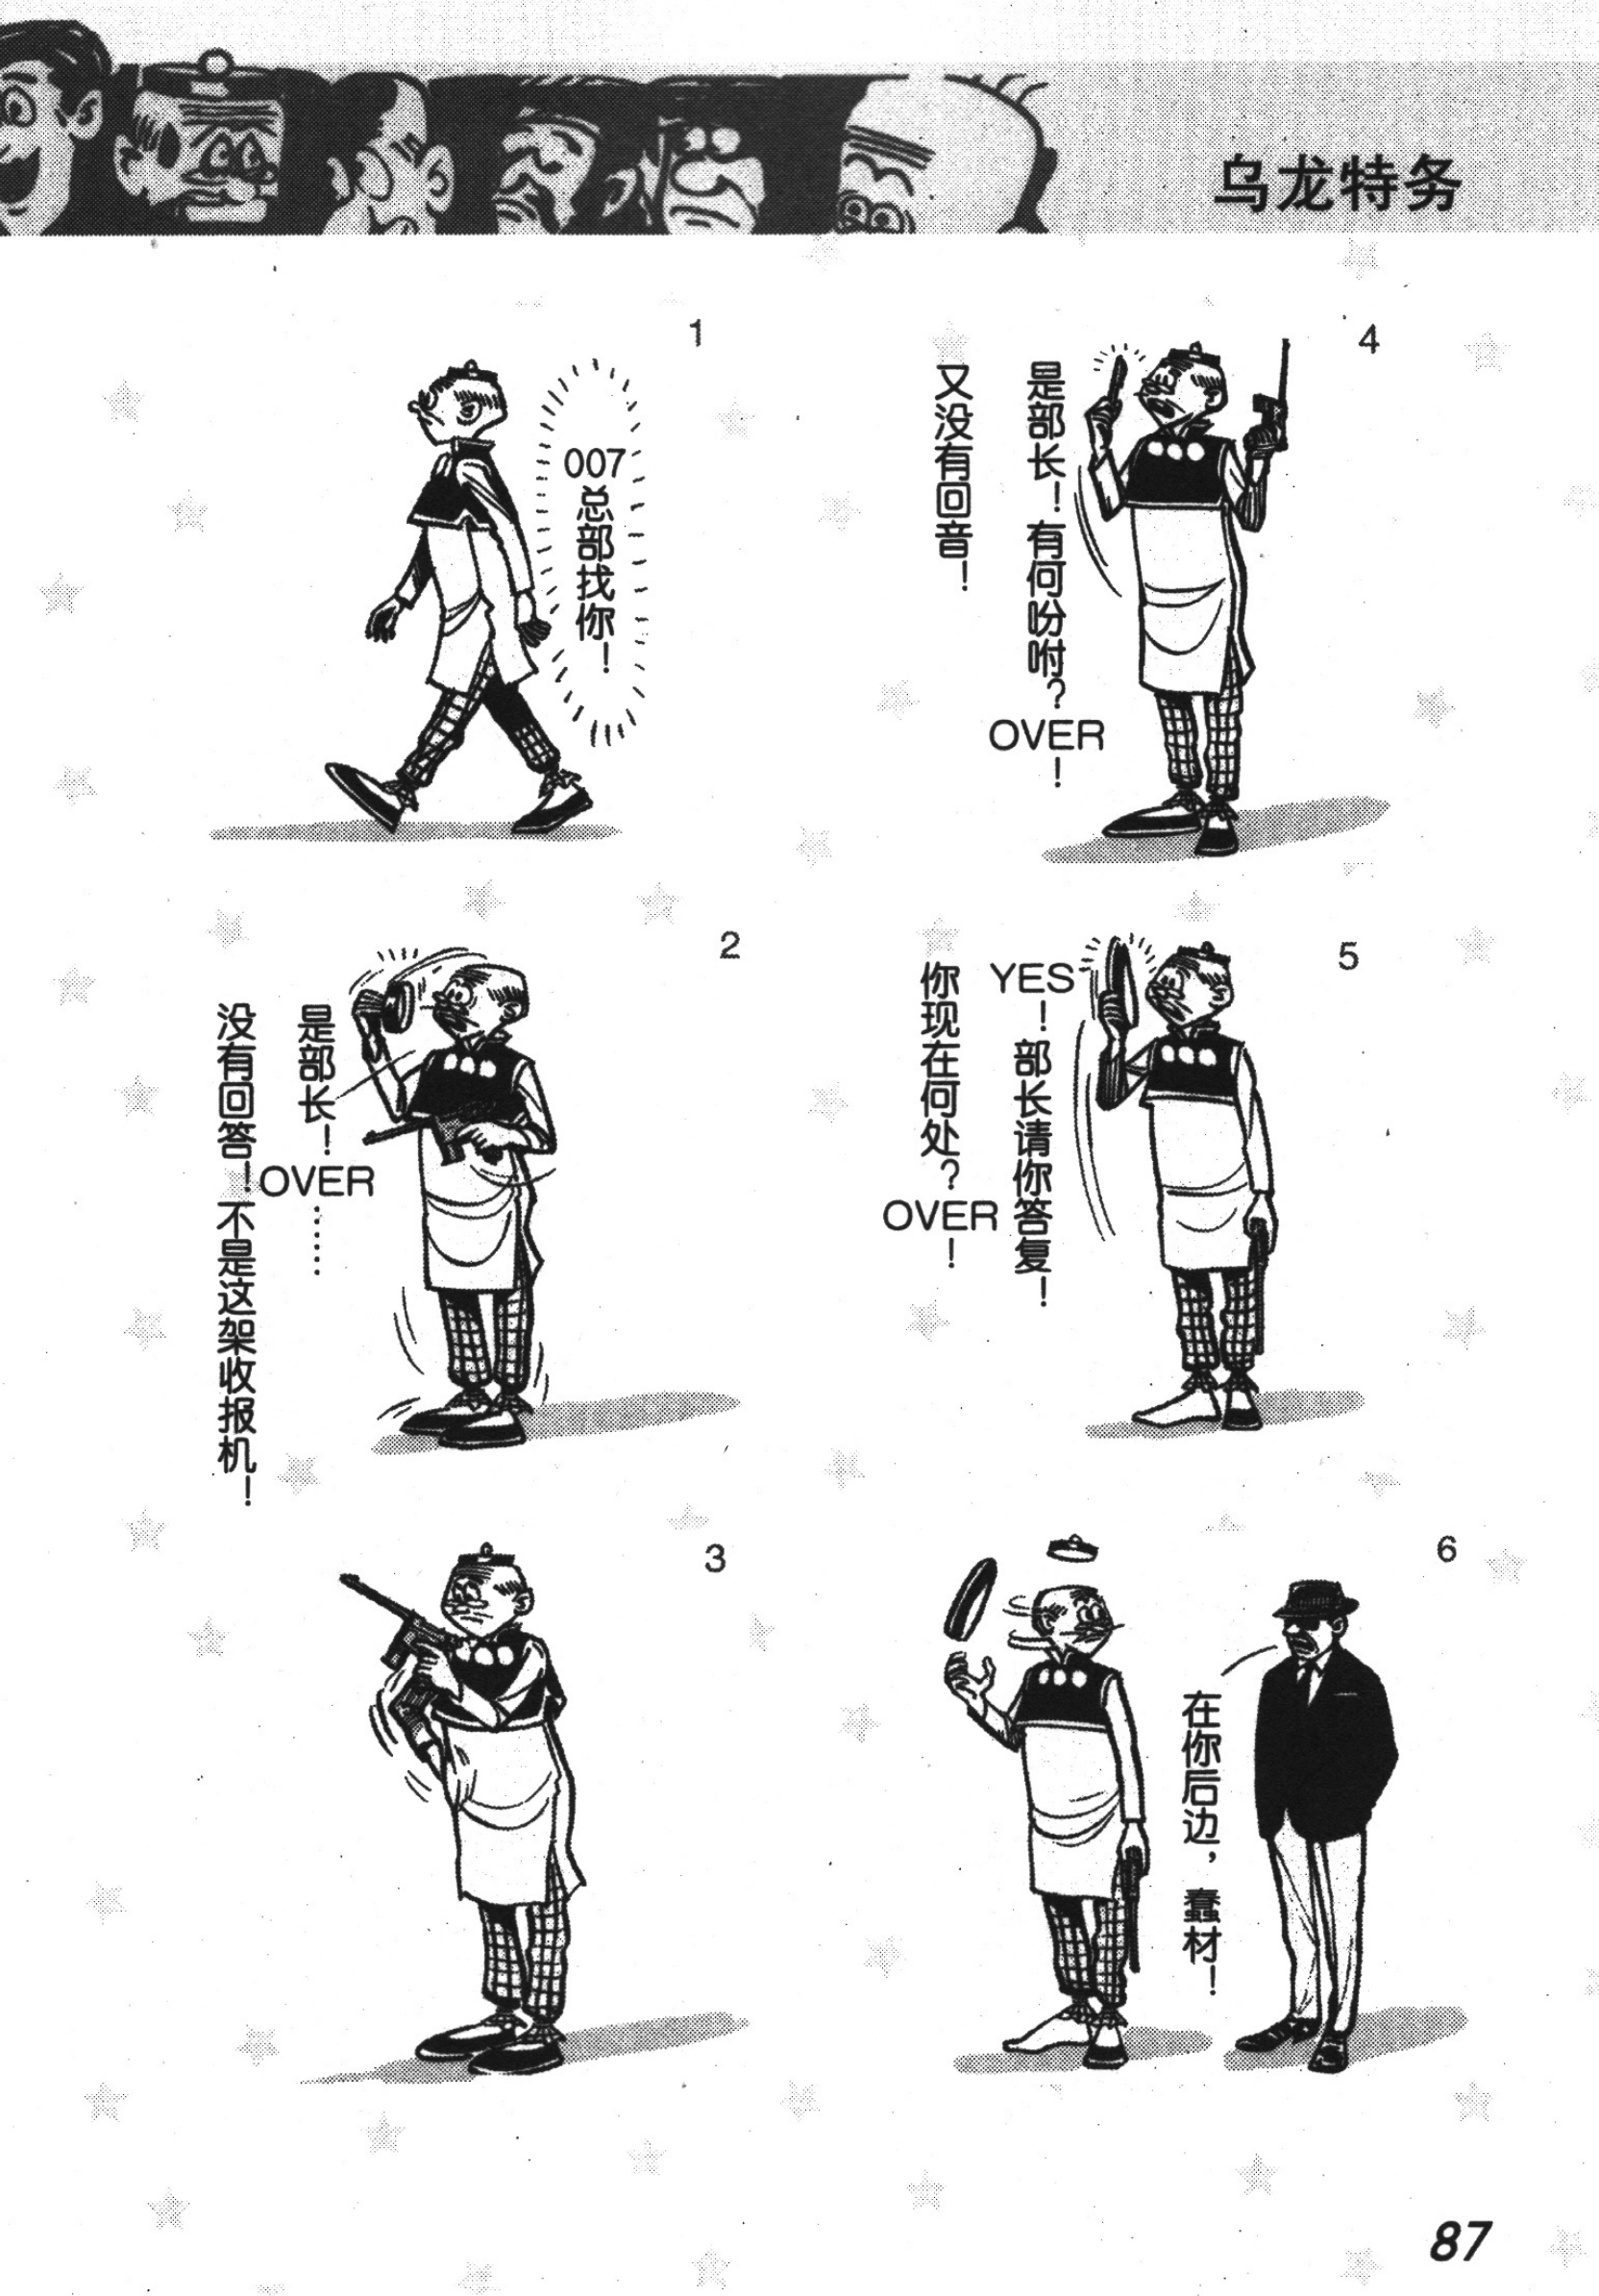 乌龙特务
1
007总部找你！
2
是部长！OVER……
没有回答！不是这架收报机！
3
4
是部长！有何吩咐？OVER！
又没有回音！
5
YES！部长请你答复！
你现在何处？OVER！
6
在你后边，蠢材！
87